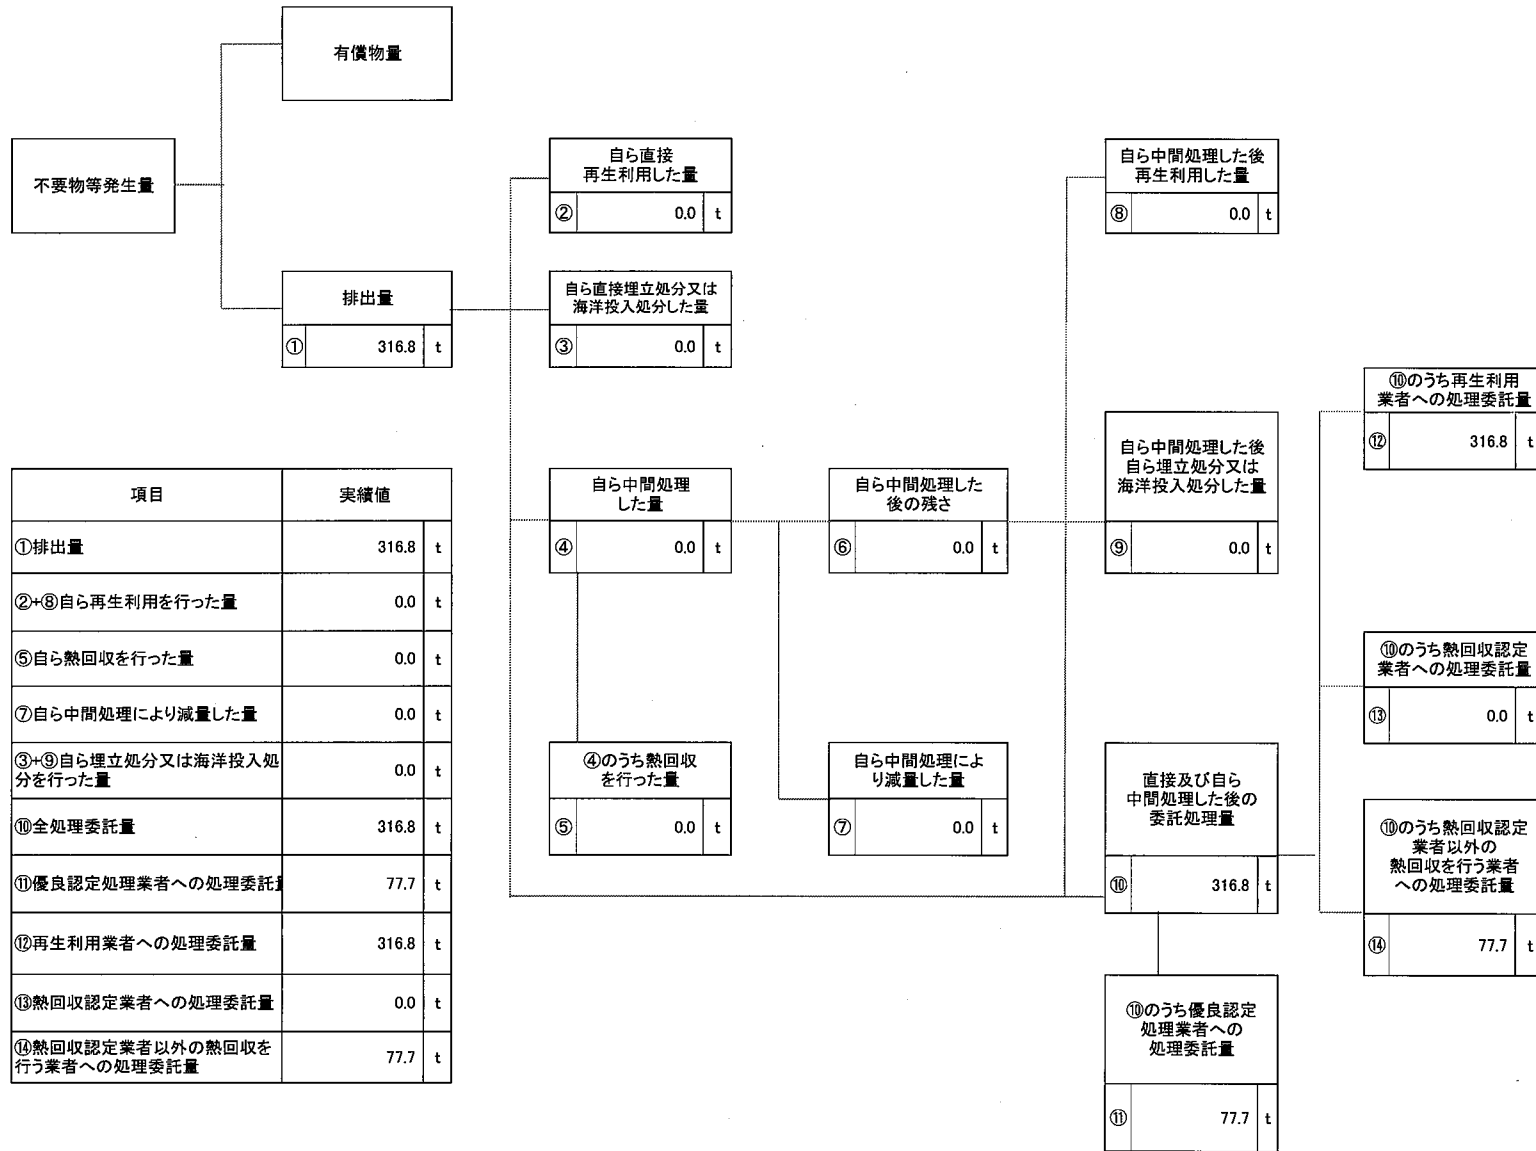 有償物量
不要物等発生量
排出量
① 316.8 t
自ら直接
再生利用した量
② 0.0 t
自ら直接埋立処分又は
海洋投入処分した量
③ 0.0 t
自ら中間処理
した量
④ 0.0 t
④のうち熱回収
を行った量
⑤ 0.0 t
自ら中間処理した
後の残さ
⑥ 0.0 t
自ら中間処理によ
り減量した量
⑦ 0.0 t
自ら中間処理した後
再生利用した量
⑧ 0.0 t
自ら中間処理した後
自ら埋立処分又は
海洋投入処分した量
⑨ 0.0 t
直接及び自ら
中間処理した後の
委託処理量
⑩ 316.8 t
⑩のうち優良認定
処理業者への
処理委託量
⑪ 77.7 t
⑩のうち再生利用
業者への処理委託量
⑫ 316.8 t
⑩のうち熱回収認定
業者への処理委託量
⑬ 0.0 t
⑩のうち熱回収認定
業者以外の
熱回収を行う業者
への処理委託量
⑭ 77.7 t
項目 実績値
①排出量 316.8 t
②+⑧自ら再生利用を行った量 0.0 t
⑤自ら熱回収を行った量 0.0 t
⑦自ら中間処理により減量した量 0.0 t
③+⑨自ら埋立処分又は海洋投入処
分を行った量 0.0 t
⑩全処理委託量 316.8 t
⑪優良認定処理業者への処理委託 77.7 t
⑫再生利用業者への処理委託量 316.8 t
⑬熱回収認定業者への処理委託量 0.0 t
⑭熱回収認定業者以外の熱回収を
行う業者への処理委託量 77.7 t